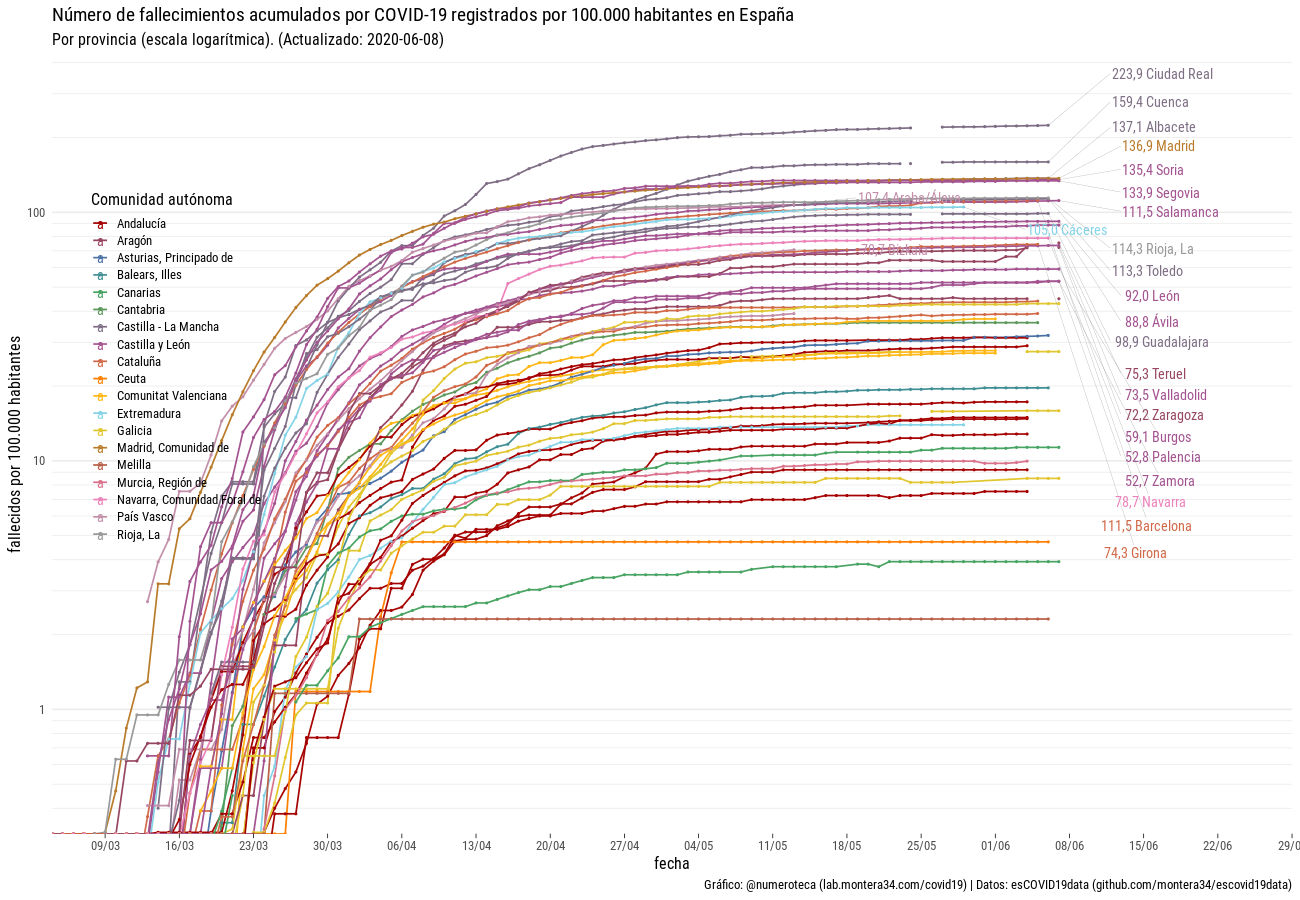 Número de fallecimientos acumulados por COVID-19 registrados por 100.000 habitantes en España
Por provincia (escala logarítmica). (Actualizado: 2020-06-08)
fallecidos por 100.000 habitantes
100
10
1
Comunidad autónoma
Andalucía
Aragón
Asturias, Principado de
Balears, Illes
Canarias
Cantabria
Castilla - La Mancha
Castilla y León
Cataluña
Ceuta
Comunitat Valenciana
Extremadura
Galicia
Madrid, Comunidad de
Melilla
Murcia, Región de
Navarra, Comunidad Foral de
País Vasco
Rioja, La
223,9 Ciudad Real
159,4 Cuenca
137,1 Albacete
136,9 Madrid
135,4 Soria
133,9 Segovia
107,4 Araba/Álava
111,5 Salamanca
105,0 Cáceres
114,3 Rioja, La
113,3 Toledo
92,0 León
88,8 Ávila
98,9 Guadalajara
75,3 Teruel
73,5 Valladolid
72,2 Zaragoza
59,1 Burgos
52,8 Palencia
52,7 Zamora
78,7 Navarra
111,5 Barcelona
74,3 Girona
09/03
16/03
23/03
30/03
06/04
13/04
20/04
27/04
04/05
11/05
18/05
25/05
01/06
08/06
15/06
22/06
29/0
fecha
Gráfico: @numeroteca (lab.montera34.com/covid19) | Datos: esCOVID19data (github.com/montera34/escovid19data)